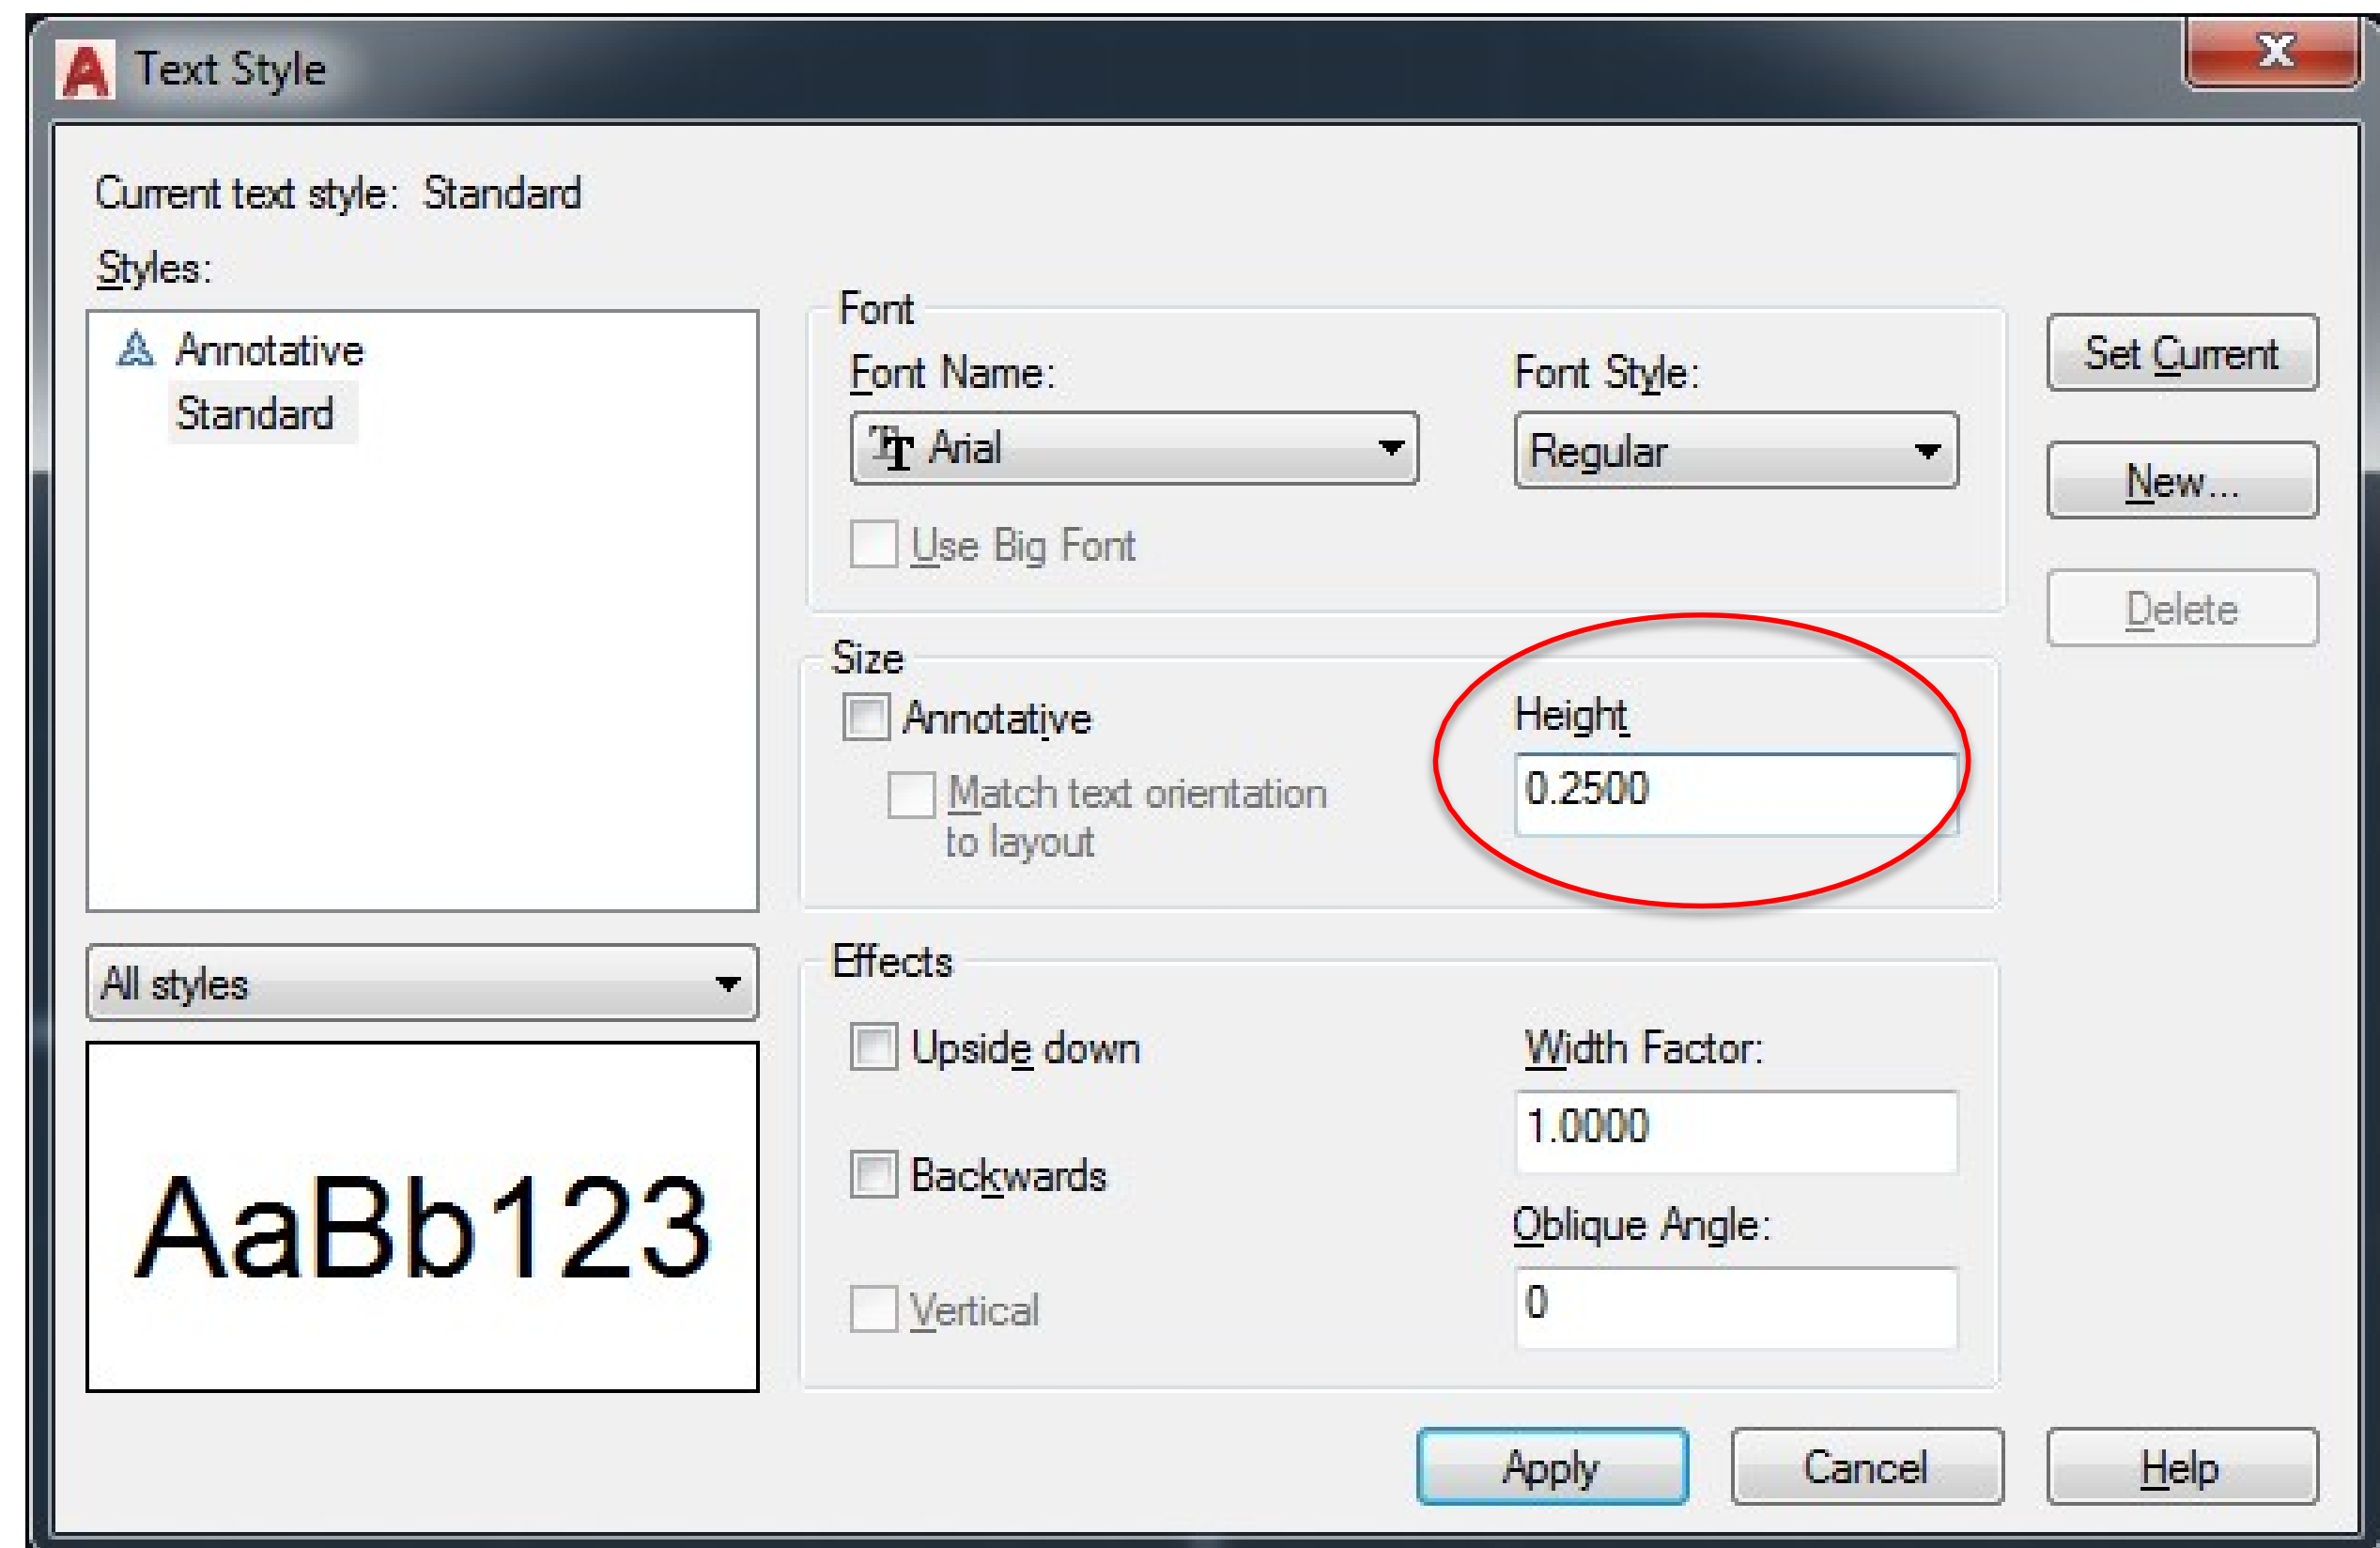 Text Style
Current text style: Standard
Styles:
Annotative
Standard
All styles
AaBb123
Font
Font Name:
Arial
Font Style:
Regular
Use Big Font
Size
Annotative
Match text orientation
to layout
Height
0.2500
Effects
Upside down
Backwards
Vertical
Width Factor:
1.0000
Oblique Angle:
0
Set Current
New...
Delete
Apply
Cancel
Help